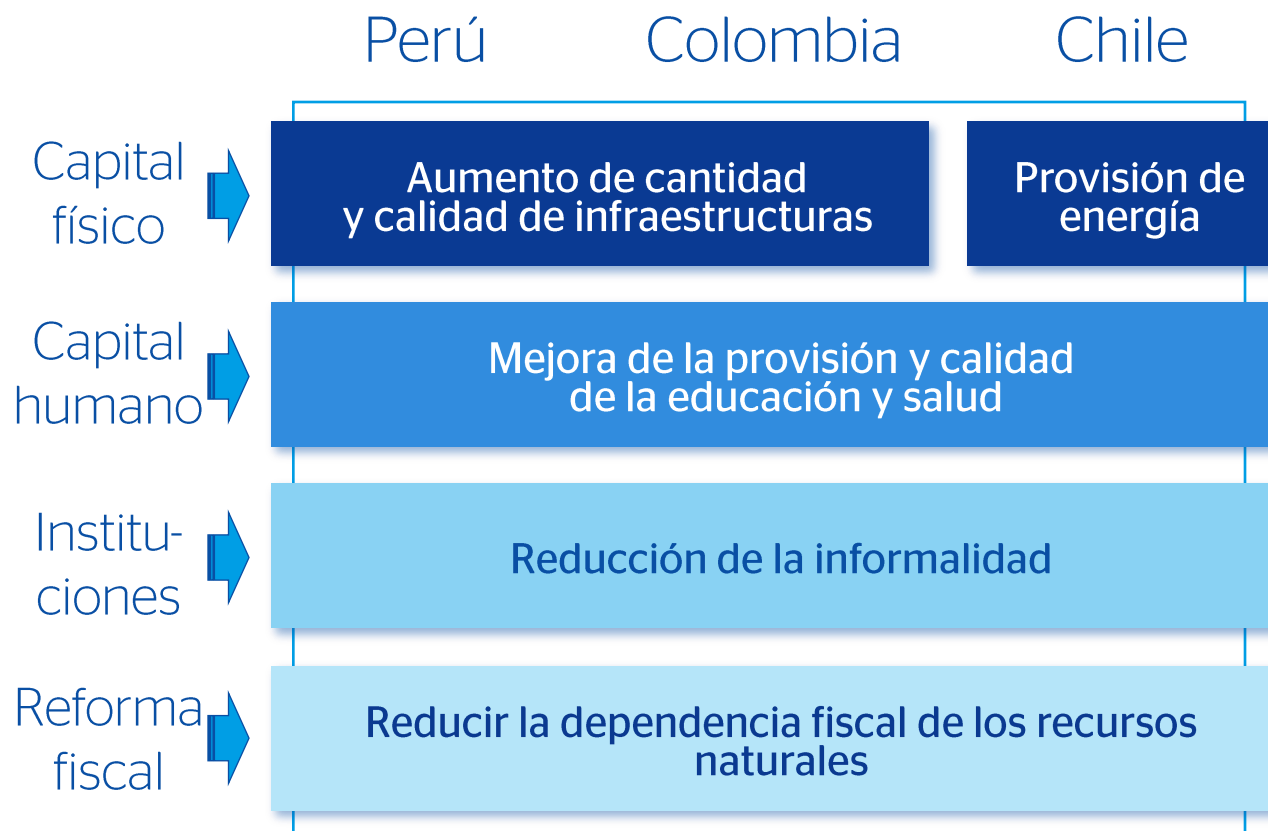 Perú Colombia Chile
Capital
físico
Aumento de cantidad
y calidad de infraestructuras
Provisión de
energía
Capital
humano
Mejora de la provisión y calidad
de la educación y salud
Institu-
ciones
Reducción de la informalidad
Reforma
fiscal
Reducir la dependencia fiscal de los recursos
naturales